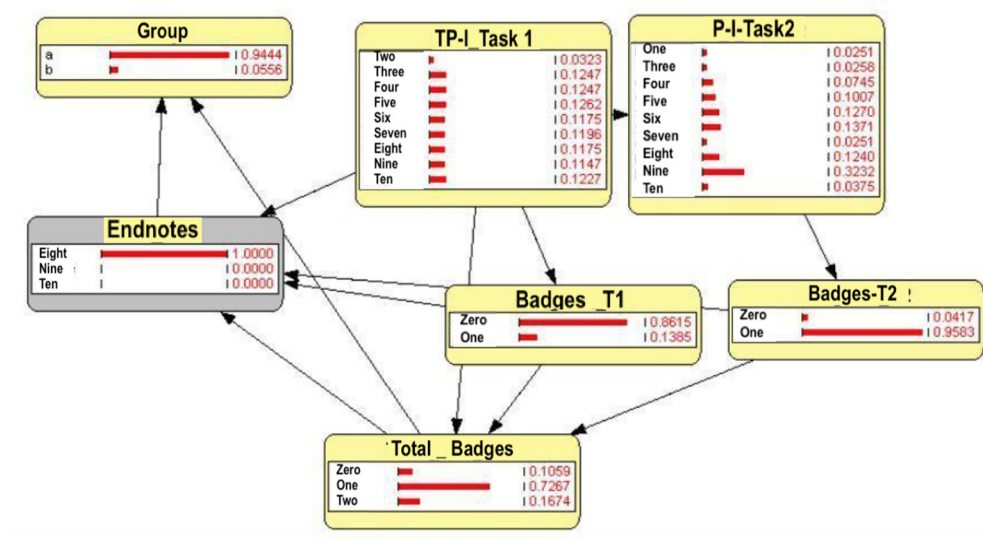 Group
a 0.9444
b 0.0556
TP-I_Task 1
Two 0.0323
Three 0.1247
Four 0.1247
Five 0.1262
Six 0.1175
Seven 0.1196
Eight 0.1175
Nine 0.1147
Ten 0.1227
P-I-Task2
One 0.0251
Three 0.0258
Four 0.0745
Five 0.1007
Six 0.1270
Seven 0.1371
Eight 0.0251
Nine 0.1240
Ten 0.3232
0.0375
Endnotes
Eight 1.0000
Nine 0.0000
Ten 0.0000
Badges _T1
Zero 0.8615
One 0.1385
Badges-T2 !
Zero 0.0417
One 0.9583
Total _ Badges
Zero 0.1059
One 0.7267
Two 0.1674